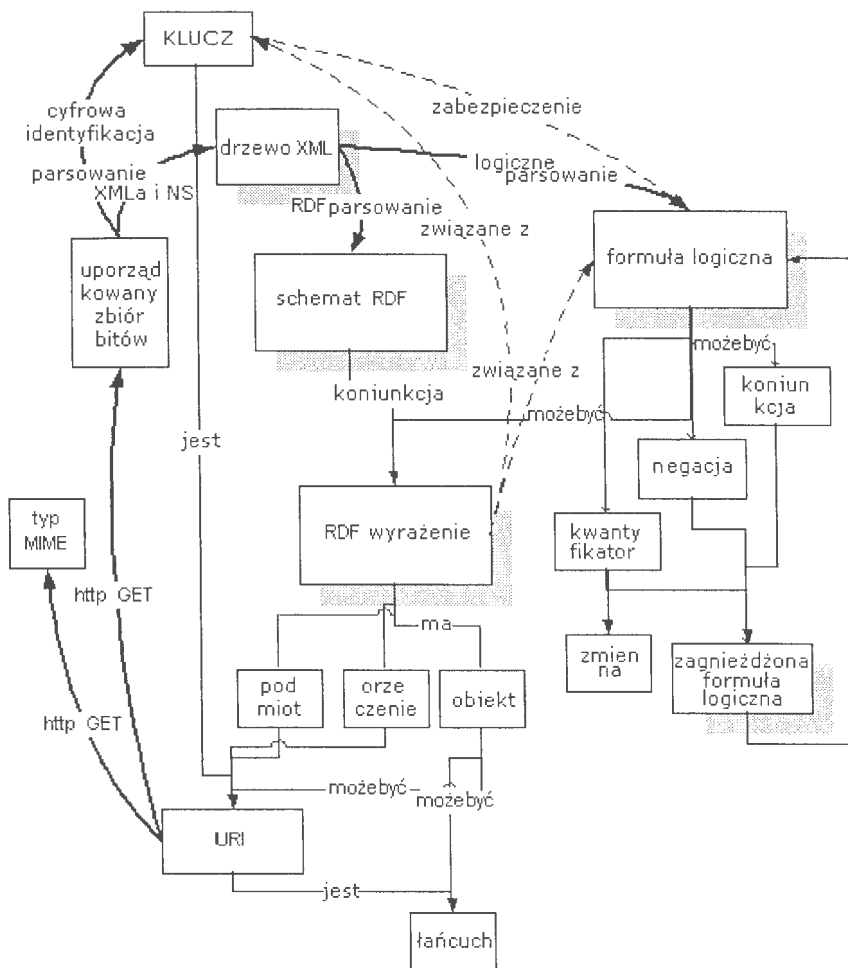 KLUCZ
cyfrowa
identyfikacja
zabezpieczenie
drzewo XML
logiczne
parsowanie
parsowanie
XMLa i NS
RDF parsowanie
związane z
formuła logiczna
uporząd
kowany
zbiór
bitów
schemat RDF
możebyć
związane z
koniun
kcja
koniunkcja
możebyć
jest
negacja
typ
MIME
RDF wyrażenie
kwanty
fikator
http GET
ma
zmien
na
zagnieżdżona
formuła
logiczna
pod
miot
orze
czenie
obiekt
http GET
możebyć
możebyć
URI
jest
łańcuch